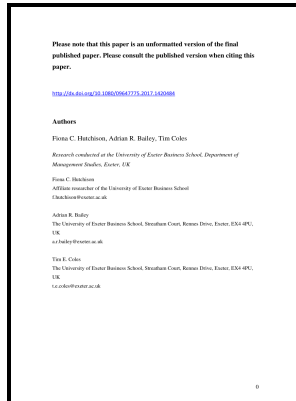 Please note that this paper is an unformatted version of the final
published paper. Please consult the published version when citing this
paper.
http://dx.doi.org/10.1080/09647775.2017.1420484
Authors
Fiona C. Hutchison, Adrian R. Bailey, Tim Coles
Research conducted at the University of Exeter Business School, Department of
Management Studies, Exeter, UK
Fiona C. Hutchison
Affiliate researcher of the University of Exeter Business School
f.hutchison@exeter.ac.uk
Adrian R. Bailey
The University of Exeter Business School, Streatham Court, Rennes Drive, Exeter, EX4 4PU,
UK
a.r.bailey@exeter.ac.uk
Tim E. Coles
The University of Exeter Business School, Streatham Court, Rennes Drive, Exeter, EX4 4PU,
UK
t.e.coles@exeter.ac.uk
0